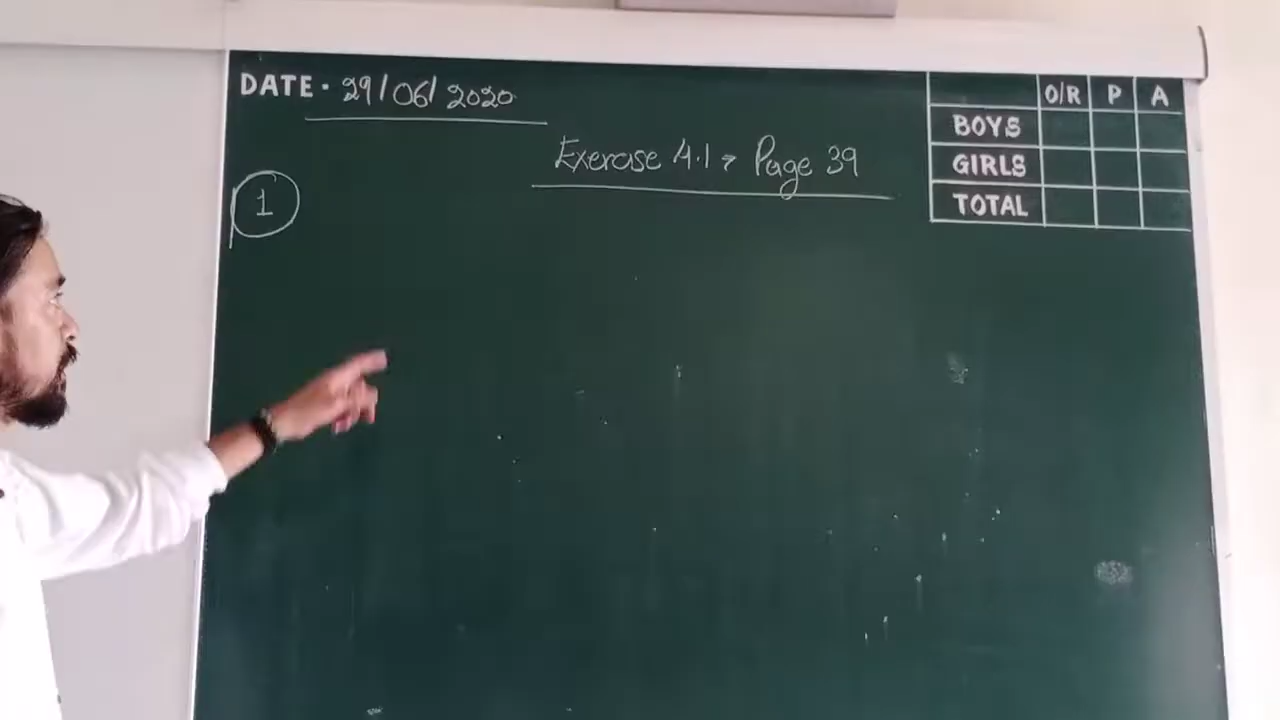 DATE - 29/06/2020
Exercise 4.1, Page 39
1
O/R P A
BOYS
GIRLS
TOTAL